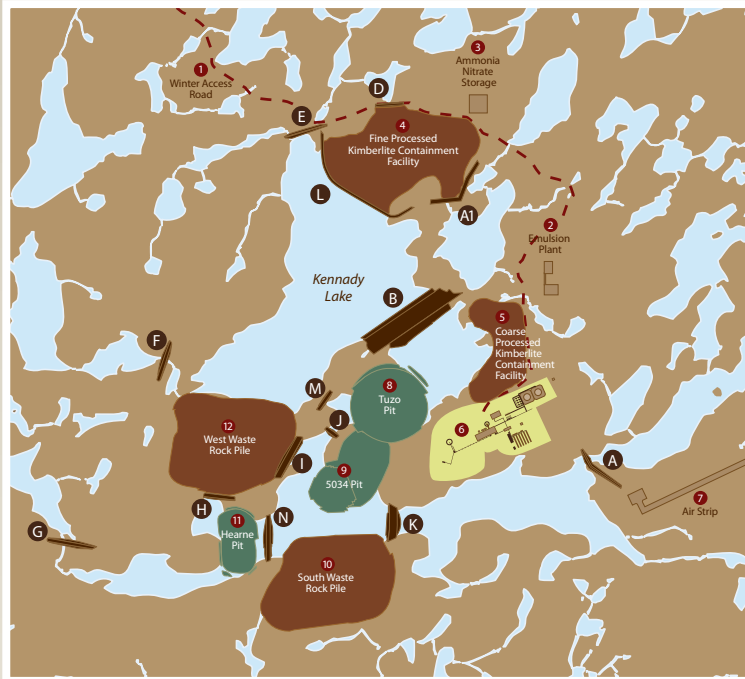 3
Ammonia
Nitrate
Storage
1
Winter Access
Road
D
E
4
Fine Processed
Kimberlite Containment
Facility
L
A1
2
Emulsion
Plant
Kennady
Lake
B
5
Coarse
Processed
Kimberlite
Containment
Facility
F
M
8
Tuzo
Pit
12
West Waste
Rock Pile
J
6
I
9
5034 Pit
A
7
Air Strip
H
11
Hearne
Pit
N
K
G
10
South Waste
Rock Pile